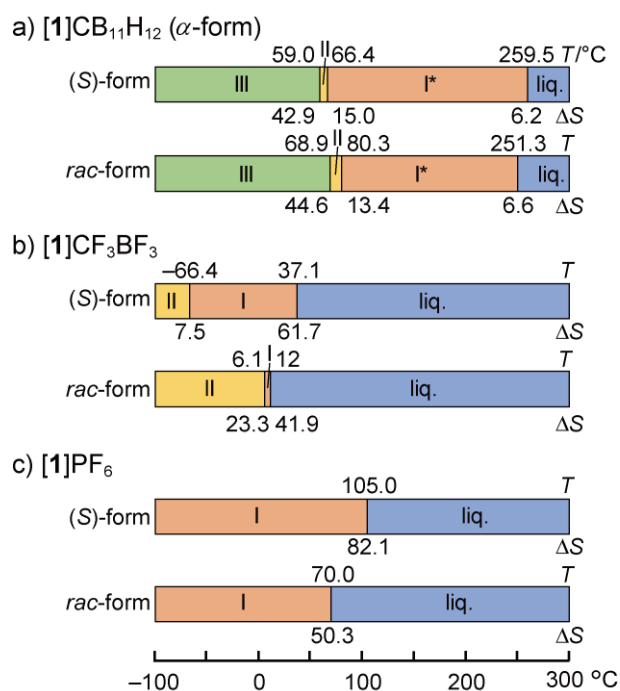 a) [1]CB₁₁H₁₂ (α-form)
59.0 II 66.4 259.5 T/°C
(S)-form III I* liq.
42.9 15.0 6.2 ΔS
68.9 II 80.3 251.3 T
rac-form III I* liq.
44.6 13.4 6.6 ΔS
b) [1]CF₃BF₃
–66.4 37.1 T
(S)-form II I liq.
7.5 61.7 ΔS
6.1 I 12 T
rac-form II liq.
23.3 41.9 ΔS
c) [1]PF₆
105.0 T
(S)-form I liq.
82.1 ΔS
70.0 T
rac-form I liq.
50.3 ΔS
–100 0 100 200 300 °C